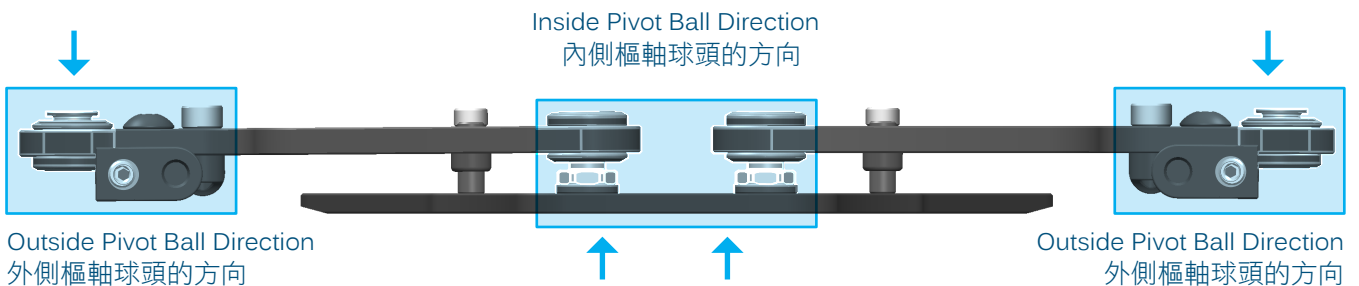 Inside Pivot Ball Direction
內側樞軸球頭的方向
Outside Pivot Ball Direction
外側樞軸球頭的方向
Outside Pivot Ball Direction
外側樞軸球頭的方向